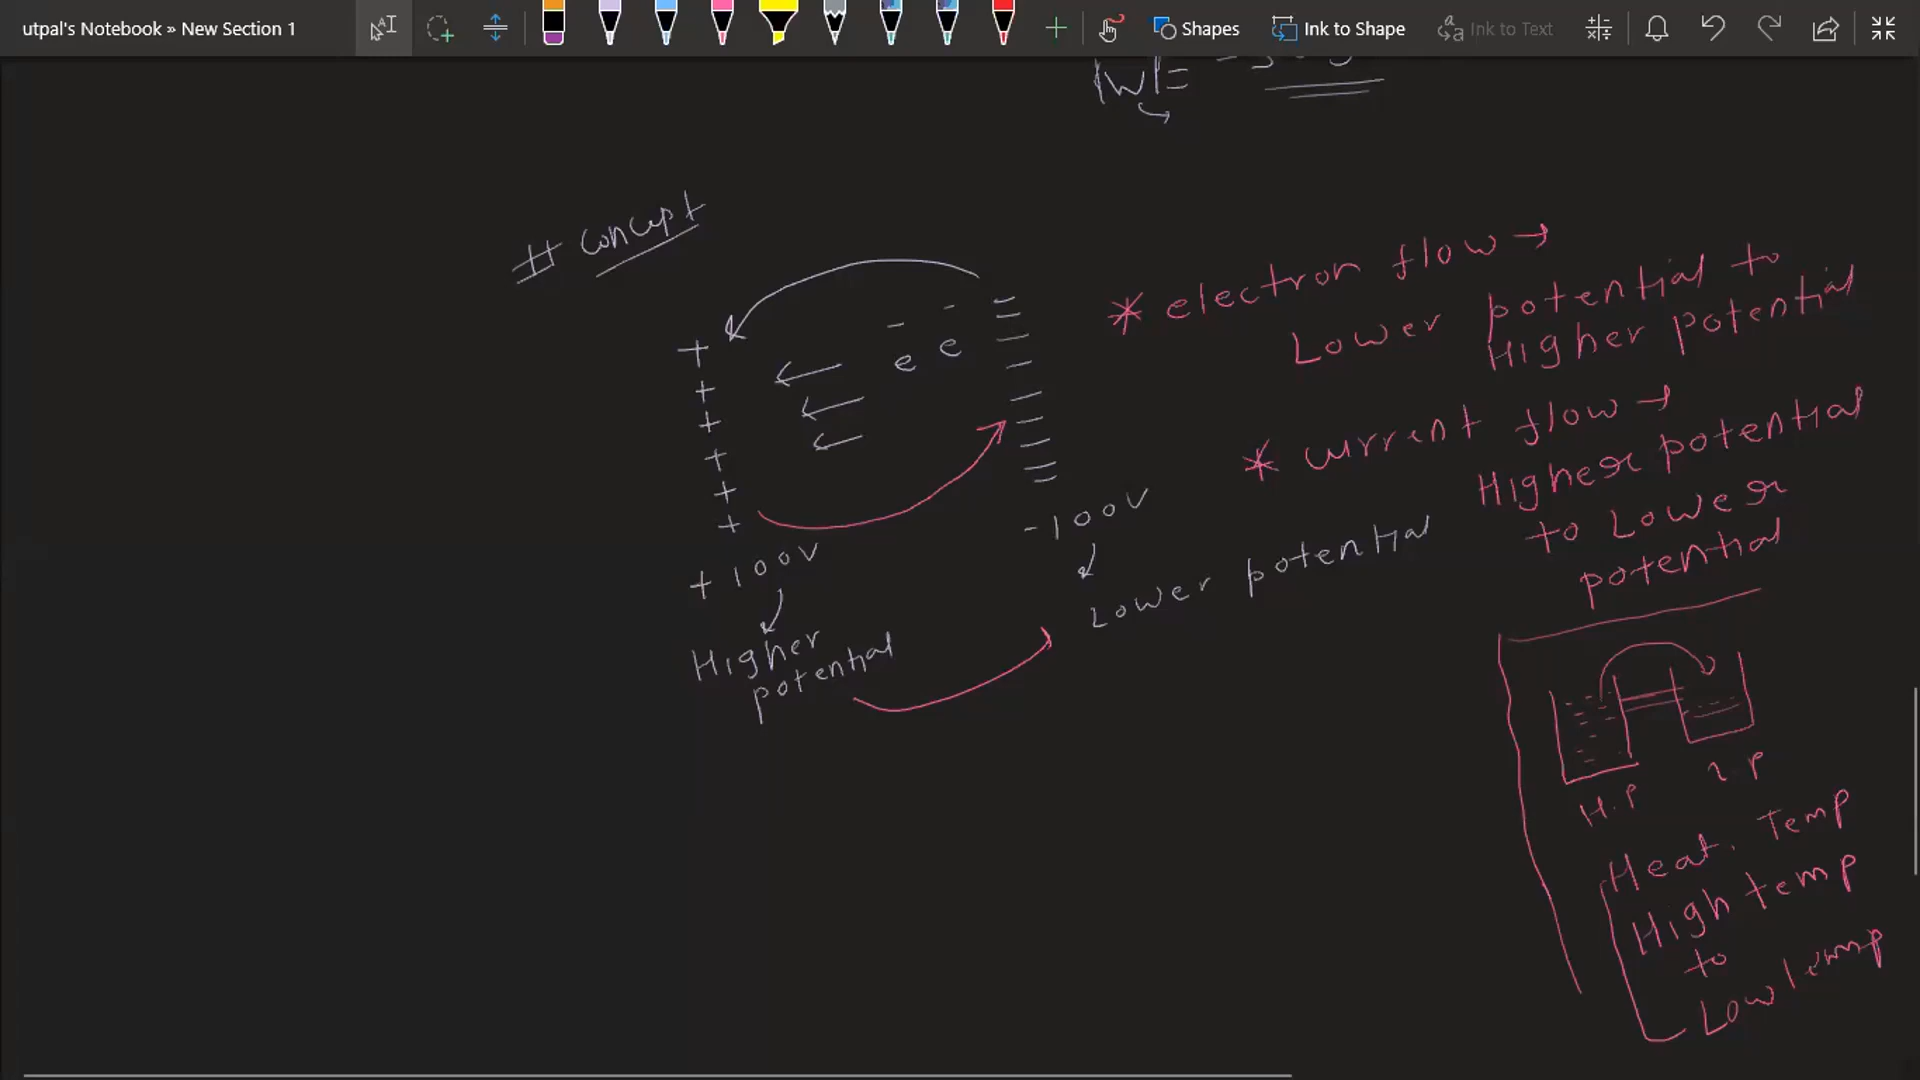 utpal's Notebook » New Section 1
Shapes
Ink to Shape
Ink to Text
|W|=
# concept
* electron flow →
Lower potential to
Higher potential
* current flow →
Higher potential
to Lower
potential
+
+
+
+
+
+
e⁻ e⁻
+100V
Higher
potential
-100V
Lower potential
H.P
L.P
Heat. Temp
High temp
to
Low temp